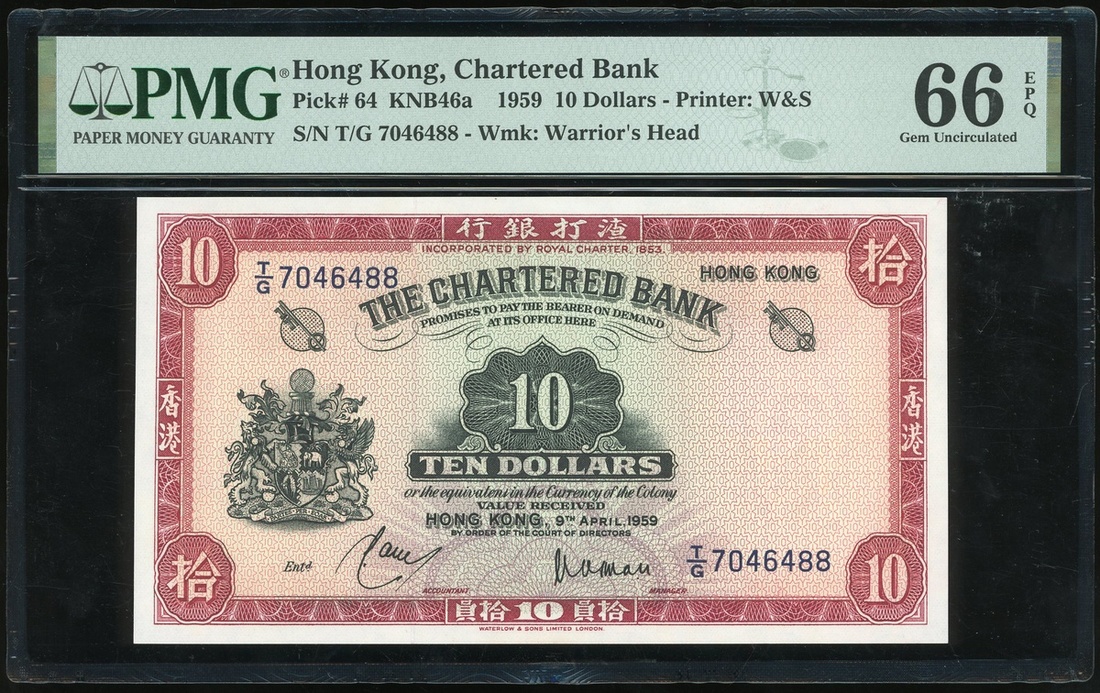 PMG®
PAPER MONEY GUARANTY
Hong Kong, Chartered Bank
Pick# 64 KNB46a 1959 10 Dollars - Printer: W&S
S/N T/G 7046488 - Wmk: Warrior's Head
66 EPQ
Gem Uncirculated
行銀打渣
INCORPORATED BY ROYAL CHARTER, 1853.
10
拾
T/G 7046488
HONG KONG
THE CHARTERED BANK
PROMISES TO PAY THE BEARER ON DEMAND
AT ITS OFFICE HERE
香港
10
香港
TEN DOLLARS
or the equivalent in the Currency of the Colony
VALUE RECEIVED
HONG KONG, 9TH APRIL, 1959
BY ORDER OF THE COURT OF DIRECTORS
拾
Entd
T/G 7046488
10
ACCOUNTANT
MANAGER
員拾10員拾
WATERLOW & SONS LIMITED LONDON.